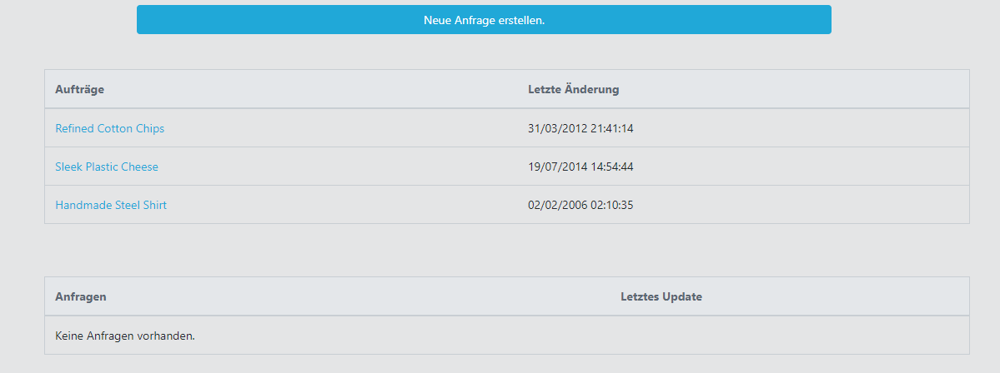 Neue Anfrage erstellen.
Aufträge Letzte Änderung
Refined Cotton Chips 31/03/2012 21:41:14
Sleek Plastic Cheese 19/07/2014 14:54:44
Handmade Steel Shirt 02/02/2006 02:10:35
Anfragen Letztes Update
Keine Anfragen vorhanden.